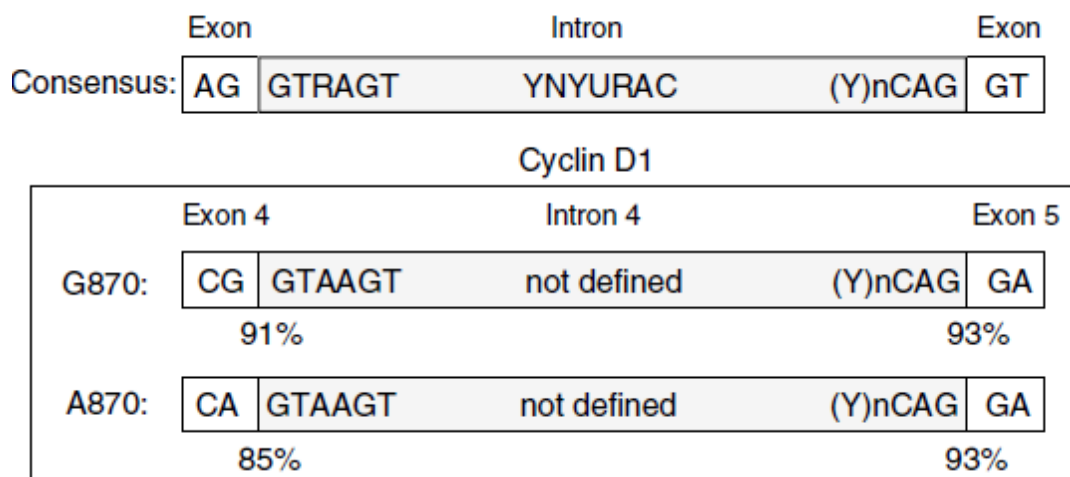 Exon Intron Exon
Consensus: AG GTRAGT YNYURAC (Y)nCAG GT
Cyclin D1
Exon 4 Intron 4 Exon 5
G870: CG GTAAGT not defined (Y)nCAG GA
91% 93%
A870: CA GTAAGT not defined (Y)nCAG GA
85% 93%